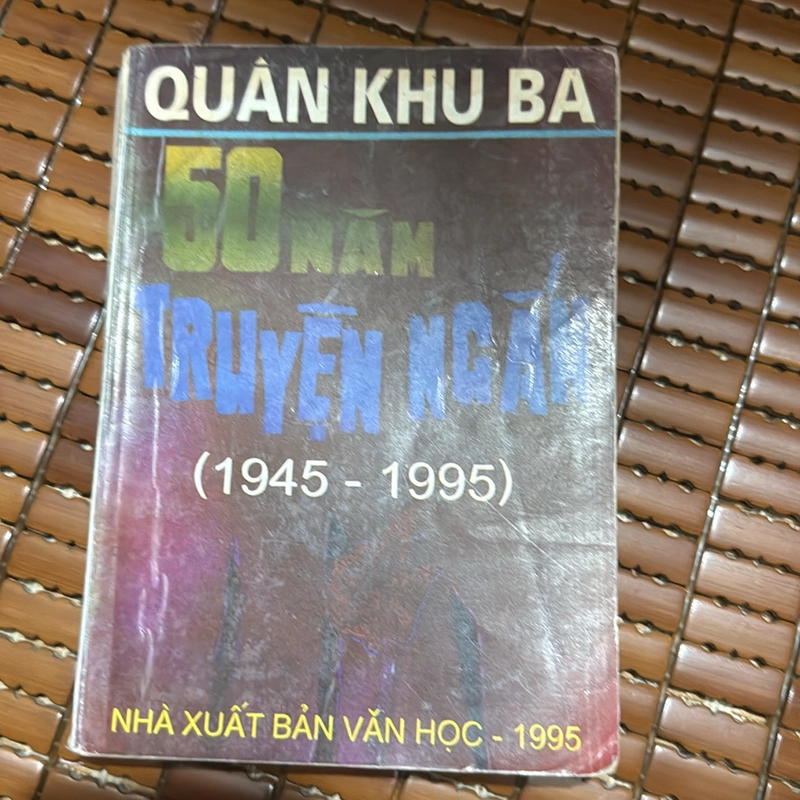 QUÂN KHU BA
50 NĂM
TRUYỆN NGẮN
(1945 - 1995)
NHÀ XUẤT BẢN VĂN HỌC - 1995